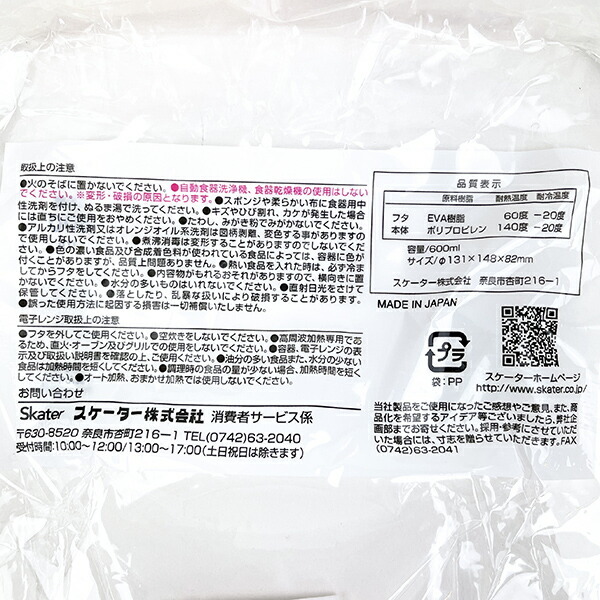 取扱上の注意
●火のそばに置かないでください。●自動食器洗浄機、食器乾燥機の使用はしない
でください。※変形・破損の原因となります。●スポンジや柔らかい布に食器用中
性洗剤を付け、ぬるま湯で洗ってください。●キズやひび割れ、カケが発生した場合
には直ちにご使用をおやめください。●たわし、みがき粉でみがかないでください。
●アルカリ性洗剤又はオレンジオイル系洗剤は図柄剥離、変色する事がありますの
で使用しないでください。●煮沸消毒は変形することがありますのでしないでくださ
い。●色の濃い食品及び合成着色料が使われている食品によっては、容器に色が
付くことがありますが、品質上問題ありません。●熱い食品を入れた時は、必ず冷ま
してからフタをしてください。●内容物がもれるおそれがありますので、横向きに置
かないでください。●水分の多いものはいれないでください。●直射日光をさけて
保管してください。●落としたり、乱暴な扱いにより破損することがあります。
●誤った使用方法に起因する損害は一切補償いたしません。
電子レンジ取扱上の注意
●フタを外してご使用ください。●空炊きをしないでください。●高周波加熱専用であ
るため、直火・オーブン及びグリルでの使用はしないでください。●容器、電子レンジの表
示及び取扱い説明書を確認の上、ご使用ください。●油分の多い食品また、水分の少ない
食品は加熱時間を短くしてください。●調理時の食品の量が少ない場合、加熱時間を短く
してください。●オート加熱、おまかせ加熱では使用しないでください。
お問い合わせ
Skater スケーター株式会社 消費者サービス係
〒630-8520 奈良市杏町216-1 TEL(0742)63-2040
受付時間:10:00~12:00/13:00~17:00(土日祝日は除きます)
品質表示
原料樹脂 耐熱温度 耐冷温度
フタ EVA樹脂 60度 -20度
本体 ポリプロピレン 140度 -20度
容量/600ml
サイズ/φ131×148×82mm
スケーター株式会社 奈良市杏町216-1
MADE IN JAPAN
プラ
袋:PP
スケーターホームページ
http://www.skater.co.jp/
当社製品をご使用になったご感想やご意見、また、商
品化を希望するアイデア等ございましたら、弊社企
画部までお寄せください。採用・参考にさせていただ
いた場合には、寸志を贈らせていただきます。FAX
(0742)63-2041